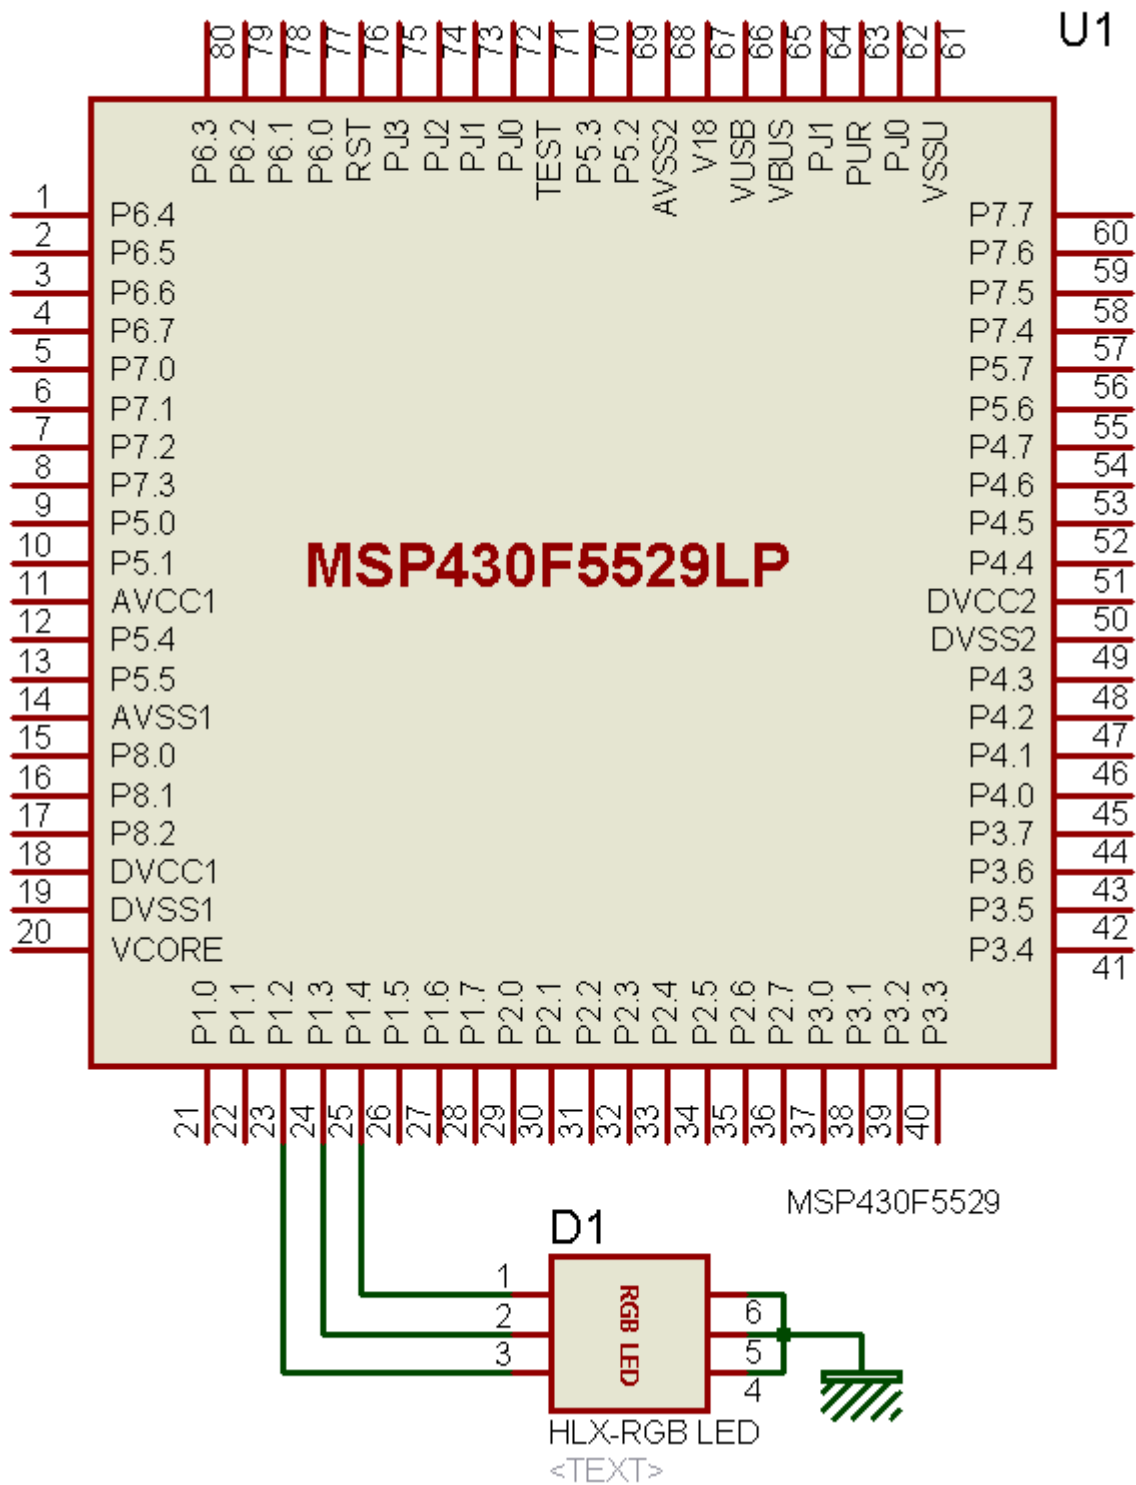 U1
80 79 78 77 76 75 74 73 72 71 70 69 68 67 66 65 64 63 62 61
P6.3 P6.2 P6.1 P6.0 RST PJ3 PJ2 PJ1 PJ0 TEST P5.3 P5.2 AVSS2 V18 VUSB VBUS PJ1 PUR PJ0 VSSU
1 P6.4 P7.7 60
2 P6.5 P7.6 59
3 P6.6 P7.5 58
4 P6.7 P7.4 57
5 P7.0 P5.7 56
6 P7.1 P5.6 55
7 P7.2 P4.7 54
8 P7.3 P4.6 53
9 P5.0 P4.5 52
10 P5.1 MSP430F5529LP P4.4 51
11 AVCC1 DVCC2 50
12 P5.4 DVSS2 49
13 P5.5 P4.3 48
14 AVSS1 P4.2 47
15 P8.0 P4.1 46
16 P8.1 P4.0 45
17 P8.2 P3.7 44
18 DVCC1 P3.6 43
19 DVSS1 P3.5 42
20 VCORE P3.4 41
P1.0 P1.1 P1.2 P1.3 P1.4 P1.5 P1.6 P1.7 P2.0 P2.1 P2.2 P2.3 P2.4 P2.5 P2.6 P2.7 P3.0 P3.1 P3.2 P3.3
21 22 23 24 25 26 27 28 29 30 31 32 33 34 35 36 37 38 39 40
MSP430F5529
D1
1 6
2 5
3 4
RGB LED
HLX-RGB LED
<TEXT>